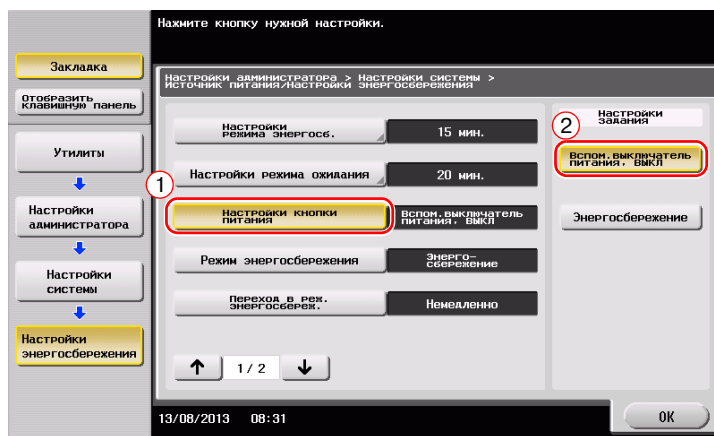 Нажмите кнопку нужной настройки.
Закладка
Отобразить
клавишную панель
Утилиты
Настройки
администратора
Настройки
системы
Настройки
энергосбережения
Настройки администратора > Настройки системы >
Источник питания/Настройки энергосбережения
Настройки
режима энергосб.
15 мин.
Настройки режима ожидания
20 мин.
1
Настройки кнопки
питания
Вспом.выключатель
питания, ВЫКЛ
Режим энергосбережения
Энерго-
сбережение
Переход в реж.
энергосбереж.
Немедленно
1/ 2
Настройки
задания
2
Вспом.выключатель
питания, ВЫКЛ
Энергосбережение
13/08/2013 08:31
OK